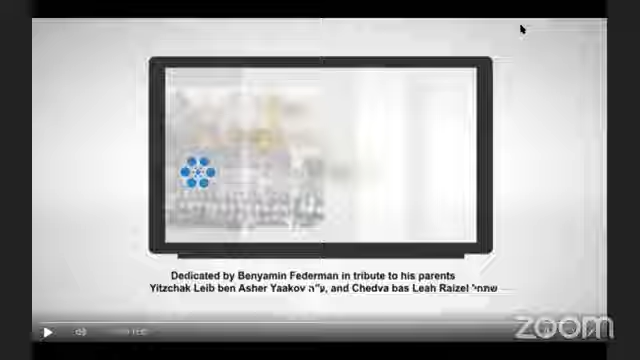 Dedicated by Benyamin Federman in tribute to his parents
Yitzchak Leib ben Asher Yaakov ע"ה, and Chedva bas Leah Raizel שתחי'
zoom